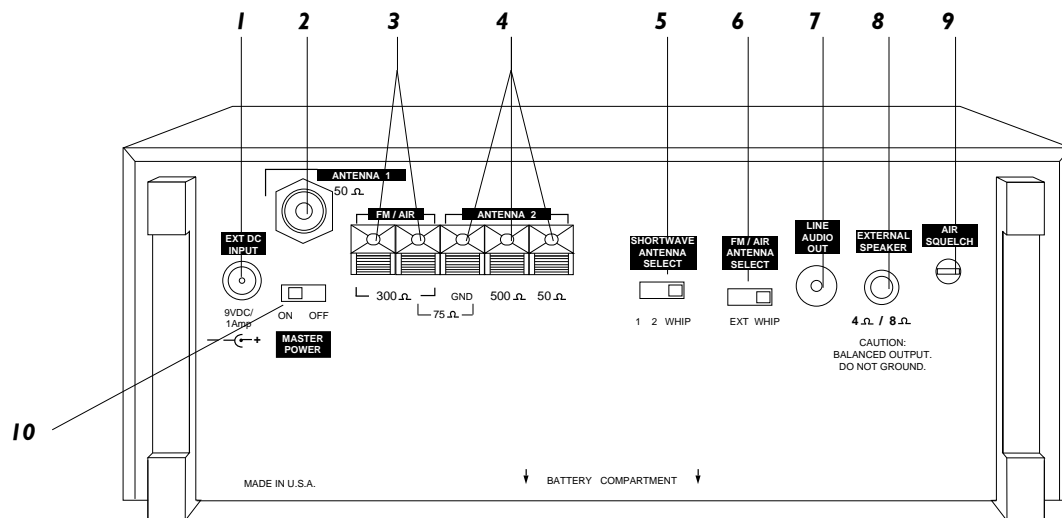 1 2 3 4 5 6 7 8 9
ANTENNA 1
50 Ω
FM / AIR
ANTENNA 2
EXT DC
INPUT
SHORTWAVE
ANTENNA
SELECT
FM / AIR
ANTENNA
SELECT
LINE
AUDIO
OUT
EXTERNAL
SPEAKER
AIR
SQUELCH
300 Ω
GND
500 Ω
50 Ω
75 Ω
9VDC/
1Amp
- +
ON OFF
MASTER
POWER
1 2 WHIP
EXT WHIP
4 Ω / 8 Ω
CAUTION:
BALANCED OUTPUT.
DO NOT GROUND.
10
MADE IN U.S.A.
BATTERY COMPARTMENT